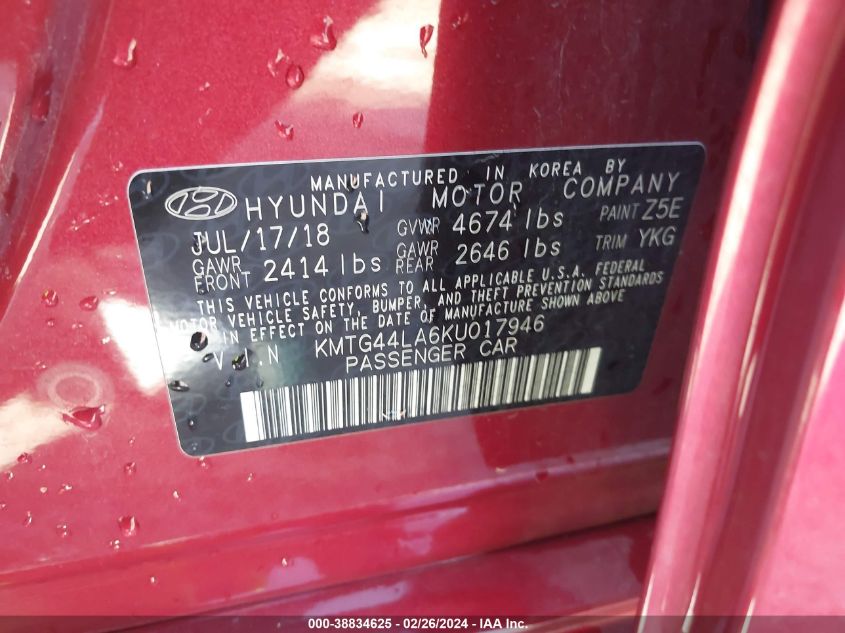 MANUFACTURED IN KOREA BY
HYUNDAI MOTOR COMPANY
JUL/17/18 GVWR 4674 lbs PAINT Z5E
GAWR FRONT 2414 lbs GAWR REAR 2646 lbs TRIM YKG
THIS VEHICLE CONFORMS TO ALL APPLICABLE U.S.A. FEDERAL
MOTOR VEHICLE SAFETY, BUMPER, AND THEFT PREVENTION STANDARDS
IN EFFECT ON THE DATE OF MANUFACTURE SHOWN ABOVE
V.I.N KMTG44LA6KU017946
PASSENGER CAR
000-38834625 - 02/26/2024 - IAA, Inc.